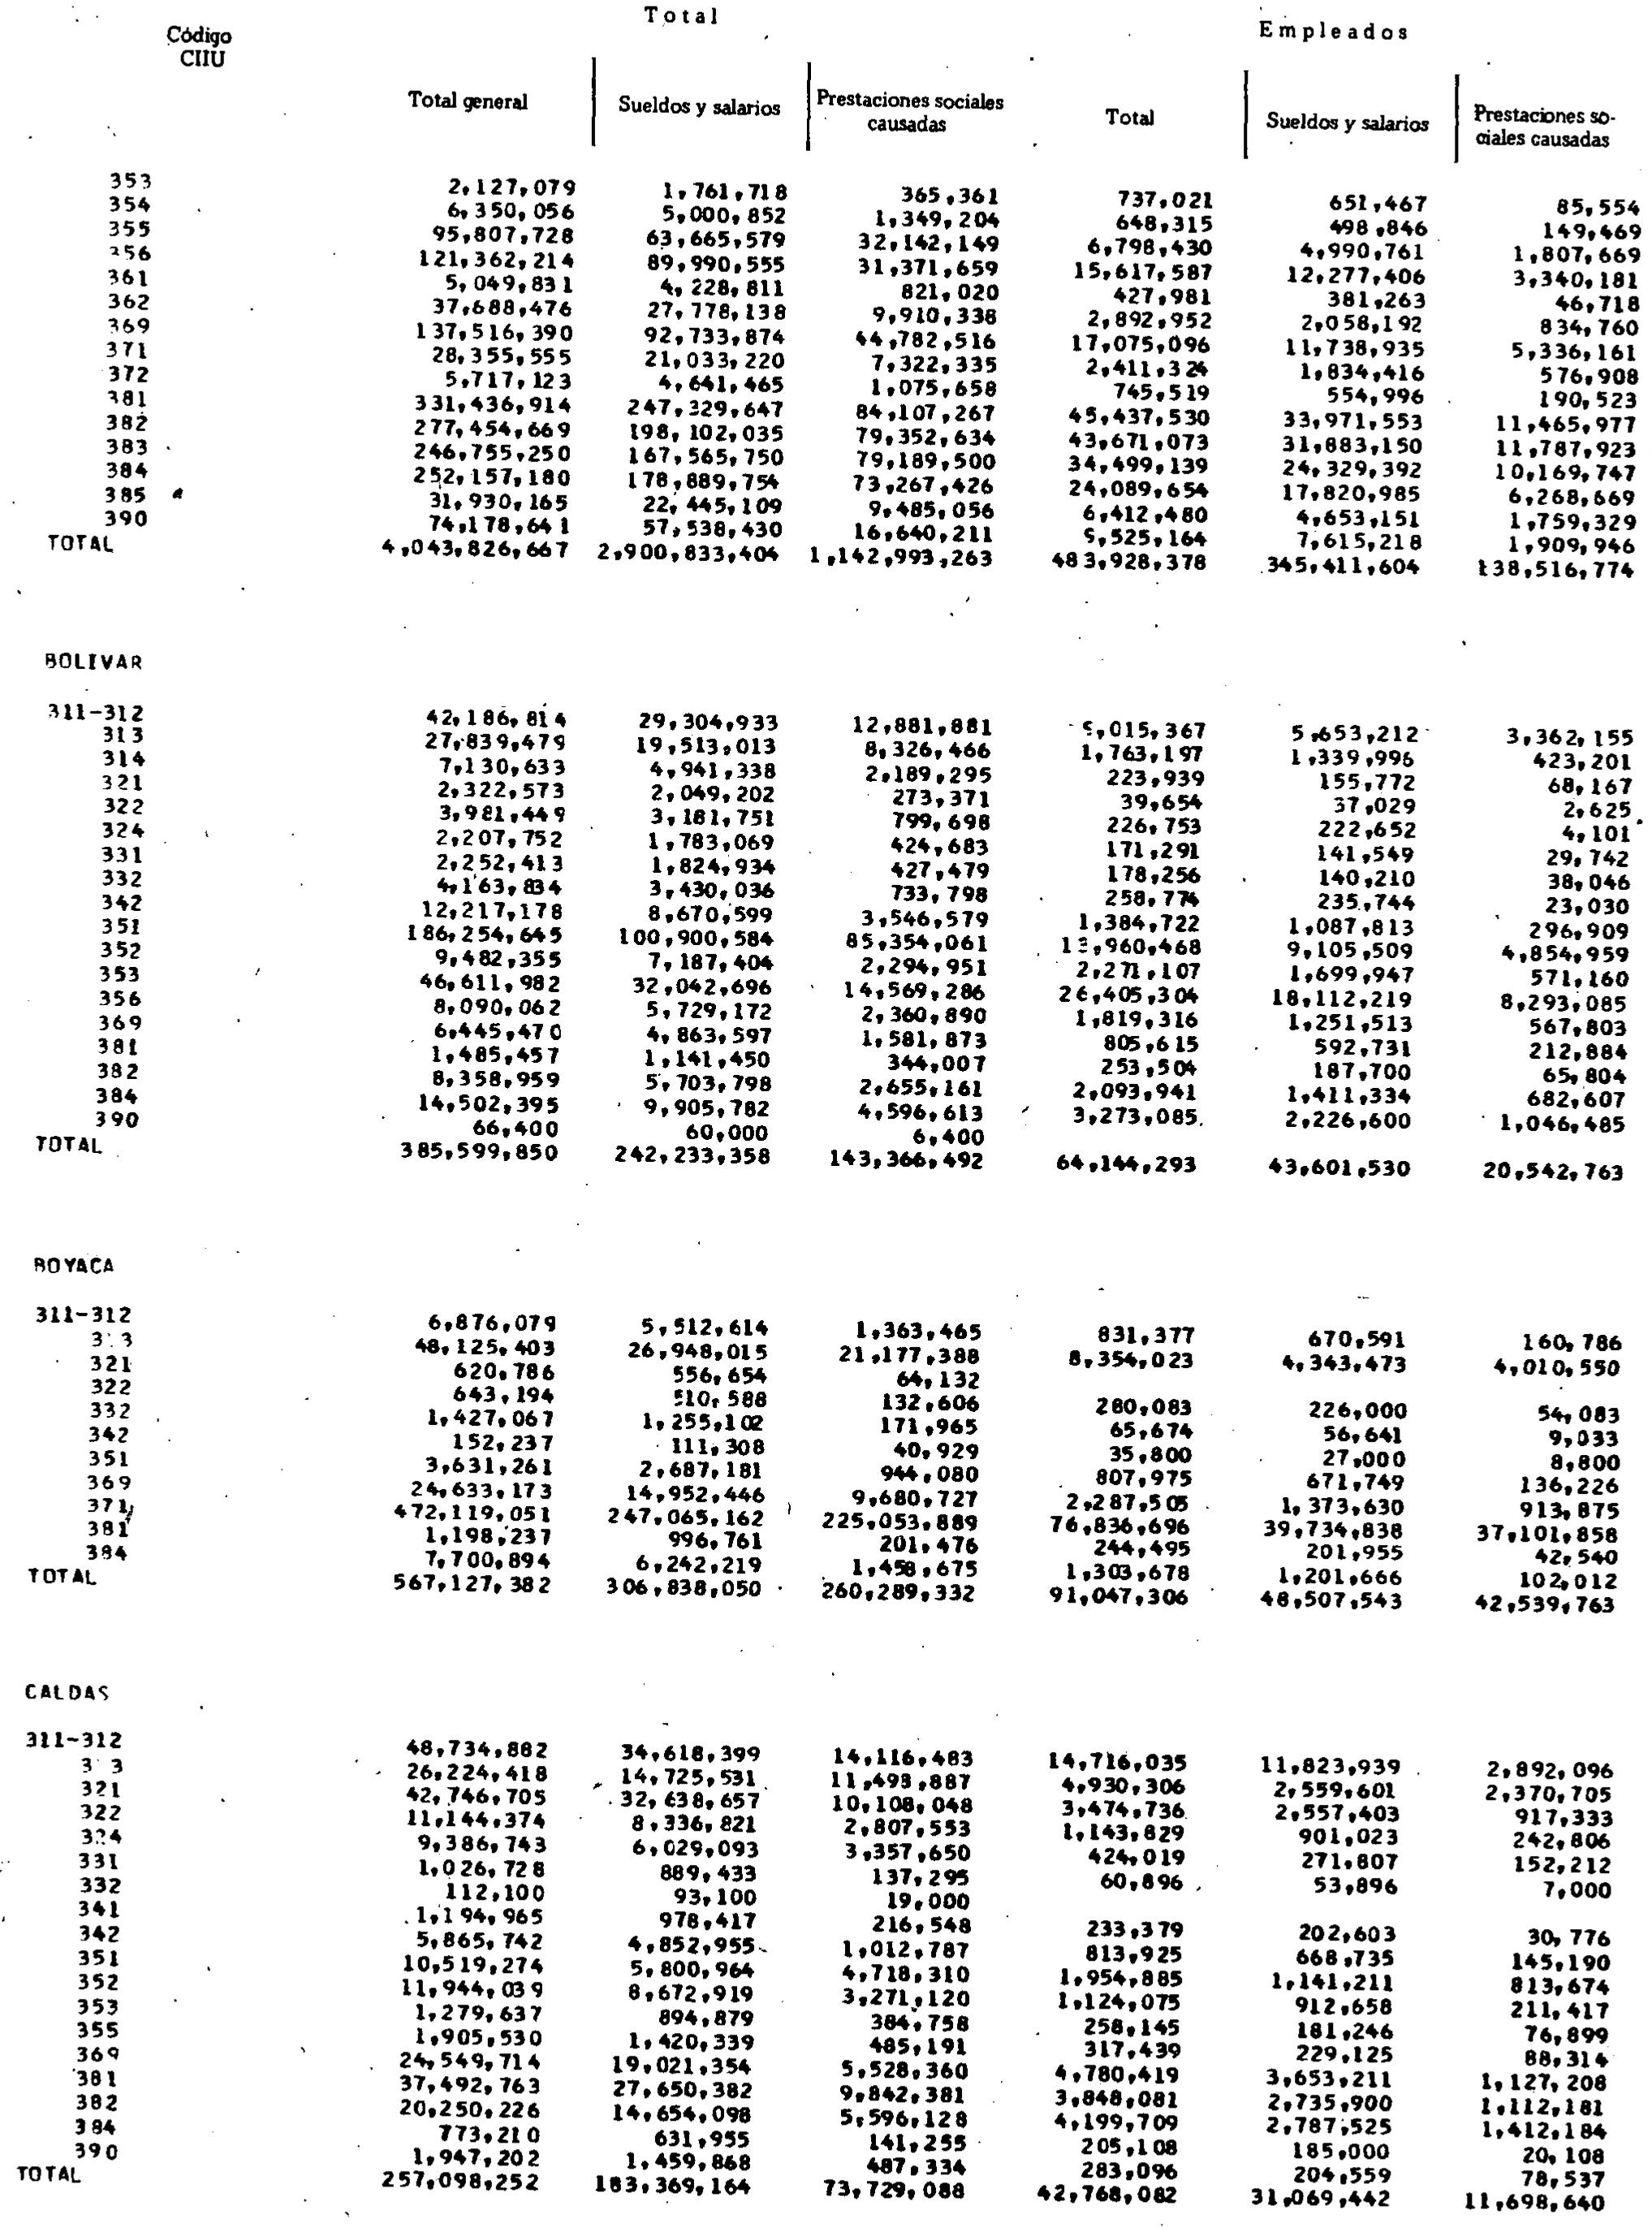 Total
Empleados
Código CIIU
Total general Sueldos y salarios Prestaciones sociales causadas Total Sueldos y salarios Prestaciones so- ciales causadas
353 2,127,079 1,761,718 365,361 737,021 651,467 85,554
354 6,350,056 5,000,852 1,349,204 648,315 498,846 149,469
355 95,807,728 63,665,579 32,142,149 6,798,430 4,990,761 1,807,669
356 121,362,214 89,990,555 31,371,659 15,617,587 12,277,406 3,340,181
361 5,049,831 4,228,811 821,020 427,981 381,263 46,718
362 37,688,476 27,778,138 9,910,338 2,892,952 2,058,192 834,760
369 137,516,390 92,733,874 44,782,516 17,075,096 11,738,935 5,336,161
371 28,355,555 21,033,220 7,322,335 2,411,324 1,834,416 576,908
372 5,717,123 4,641,465 1,075,658 745,519 554,996 190,523
381 331,436,914 247,329,647 84,107,267 45,437,530 33,971,553 11,465,977
382 277,454,669 198,102,035 79,352,634 43,671,073 31,883,150 11,787,923
383 246,755,250 167,565,750 79,189,500 34,499,139 24,329,392 10,169,747
384 252,157,180 178,889,754 73,267,426 24,089,654 17,820,985 6,268,669
385 31,930,165 22,445,109 9,485,056 6,412,480 4,653,151 1,759,329
390 74,178,641 57,538,430 16,640,211 9,525,164 7,615,218 1,909,946
TOTAL 4,043,826,667 2,900,833,404 1,142,993,263 483,928,378 345,411,604 138,516,774
BOLIVAR
311-312 42,186,814 29,304,933 12,881,881 9,015,367 5,653,212 3,362,155
313 27,839,479 19,513,013 8,326,466 1,763,197 1,339,996 423,201
314 7,130,633 4,941,338 2,189,295 223,939 155,772 68,167
321 2,322,573 2,049,202 273,371 39,654 37,029 2,625
322 3,981,449 3,181,751 799,698 226,753 222,652 4,101
324 2,207,752 1,783,069 424,683 171,291 141,549 29,742
331 2,252,413 1,824,934 427,479 178,256 140,210 38,046
332 4,163,834 3,430,036 733,798 258,774 235,744 23,030
342 12,217,178 8,670,599 3,546,579 1,384,722 1,087,813 296,909
351 186,254,645 100,900,584 85,354,061 13,960,468 9,105,509 4,854,959
352 9,482,355 7,187,404 2,294,951 2,271,107 1,699,947 571,160
353 46,611,982 32,042,696 14,569,286 26,405,304 18,112,219 8,293,085
356 8,090,062 5,729,172 2,360,890 1,819,316 1,251,513 567,803
369 6,445,470 4,863,597 1,581,873 805,615 592,731 212,884
381 1,485,457 1,141,450 344,007 253,504 187,700 65,804
382 8,358,959 5,703,798 2,655,161 2,093,941 1,411,334 682,607
384 14,502,395 9,905,782 4,596,613 3,273,085 2,226,600 1,046,485
390 66,400 60,000 6,400
TOTAL 385,599,850 242,233,358 143,366,492 64,144,293 43,601,530 20,542,763
BOYACA
311-312 6,876,079 5,512,614 1,363,465 831,377 670,591 160,786
313 48,125,403 26,948,015 21,177,388 8,354,023 4,343,473 4,010,550
321 620,786 556,654 64,132
322 643,194 510,588 132,606 280,083 226,000 54,083
332 1,427,067 1,255,102 171,965 65,674 56,641 9,033
342 152,237 111,308 40,929 35,800 27,000 8,800
351 3,631,261 2,687,181 944,080 807,975 671,749 136,226
369 24,633,173 14,952,446 9,680,727 2,287,505 1,373,630 913,875
371 472,119,051 247,065,162 225,053,889 76,836,696 39,734,838 37,101,858
381 1,198,237 996,761 201,476 244,495 201,955 42,540
384 7,700,894 6,242,219 1,458,675 1,303,678 1,201,666 102,012
TOTAL 567,127,382 306,838,050 260,289,332 91,047,306 48,507,543 42,539,763
CALDAS
311-312 48,734,882 34,618,399 14,116,483 14,716,035 11,823,939 2,892,096
313 26,224,418 14,725,531 11,498,887 4,930,306 2,559,601 2,370,705
321 42,746,705 32,638,657 10,108,048 3,474,736 2,557,403 917,333
322 11,144,374 8,336,821 2,807,553 1,143,829 901,023 242,806
324 9,386,743 6,029,093 3,357,650 424,019 271,807 152,212
331 1,026,728 889,433 137,295 60,896 53,896 7,000
332 112,100 93,100 19,000
341 1,194,965 978,417 216,548 233,379 202,603 30,776
342 5,865,742 4,852,955 1,012,787 813,925 668,735 145,190
351 10,519,274 5,800,964 4,718,310 1,954,885 1,141,211 813,674
352 11,944,039 8,672,919 3,271,120 1,124,075 912,658 211,417
353 1,279,637 894,879 384,758 258,145 181,246 76,899
355 1,905,530 1,420,339 485,191 317,439 229,125 88,314
369 24,549,714 19,021,354 5,528,360 4,780,419 3,653,211 1,127,208
381 37,492,763 27,650,382 9,842,381 3,848,081 2,735,900 1,112,181
382 20,250,226 14,654,098 5,596,128 4,199,709 2,787,525 1,412,184
384 773,210 631,955 141,255 205,108 185,000 20,108
390 1,947,202 1,459,868 487,334 283,096 204,559 78,537
TOTAL 257,098,252 183,369,164 73,729,088 42,768,082 31,069,442 11,698,640